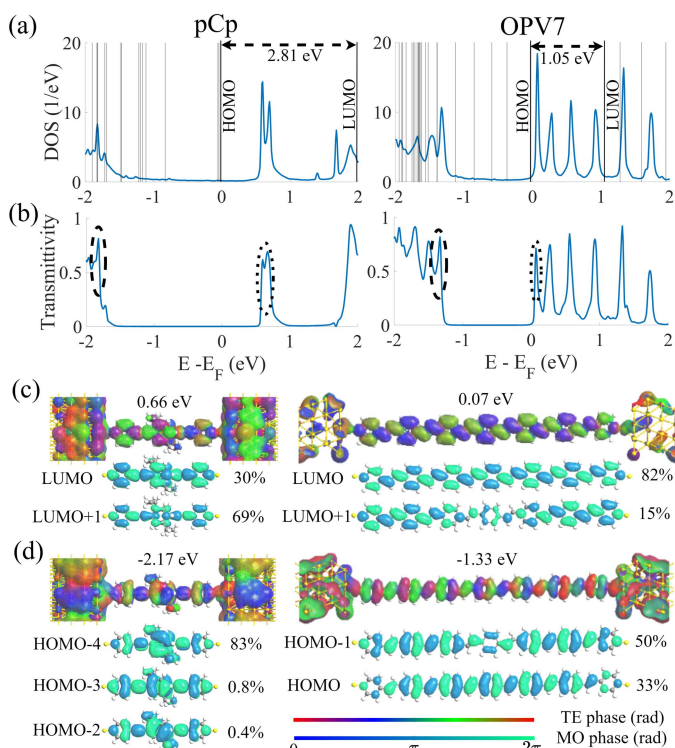 (a) pCp OPV7
2.81 eV 1.05 eV
HOMO LUMO HOMO LUMO
DOS (1/eV)
20
10
0
-2 -1 0 1 2 -2 -1 0 1 2
(b)
Transmittivity
1 1
0.5 0.5
0 0
-2 -1 0 1 2 -2 -1 0 1 2
E -E_F (eV) E - E_F (eV)
(c) 0.66 eV 0.07 eV
LUMO 30% LUMO 82%
LUMO+1 69% LUMO+1 15%
(d) -2.17 eV -1.33 eV
HOMO-4 83% HOMO-1 50%
HOMO-3 0.8% HOMO 33%
HOMO-2 0.4%
TE phase (rad)
MO phase (rad)
0 π 2π